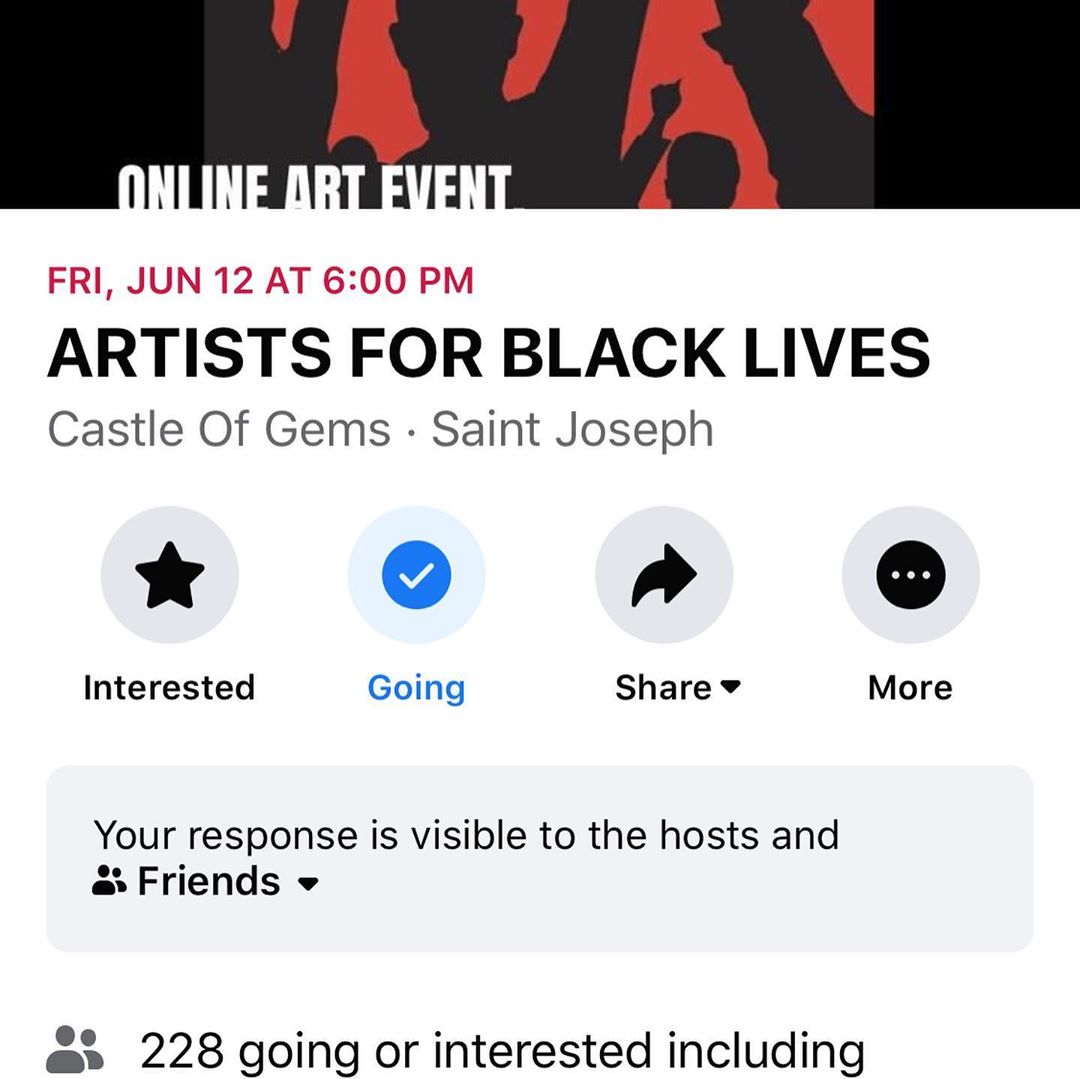 ONLINE ART EVENT
FRI, JUN 12 AT 6:00 PM
ARTISTS FOR BLACK LIVES
Castle Of Gems · Saint Joseph
Interested
Going
Share
More
Your response is visible to the hosts and
Friends
228 going or interested including